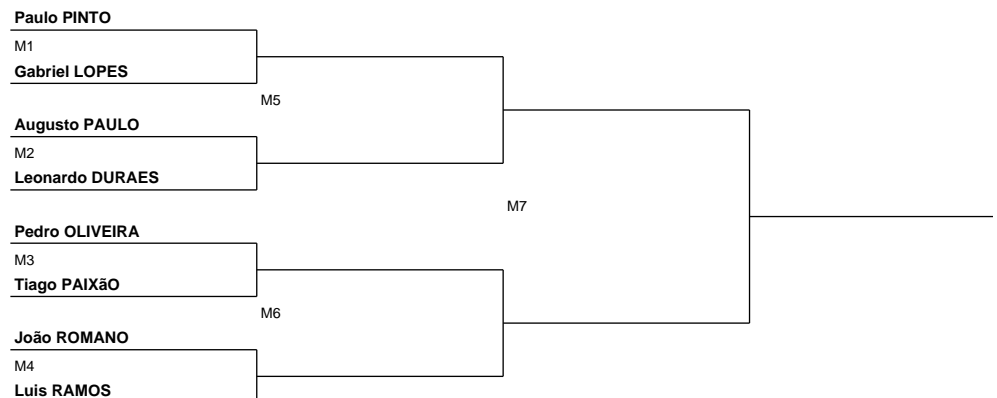 Paulo PINTO
M1
Gabriel LOPES
M5
Augusto PAULO
M2
Leonardo DURAES
M7
Pedro OLIVEIRA
M3
Tiago PAIXãO
M6
João ROMANO
M4
Luis RAMOS